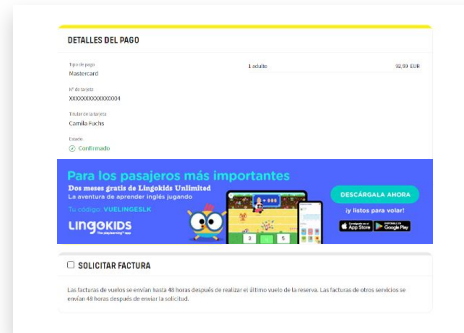 DETALLES DEL PAGO
Tipo de pago
Mastercard
1 adulto
92,99 EUR
Nº de tarjeta
XXXXXXXXXXXX0004
Titular de la tarjeta
Camila Fuchs
Estado
Confirmado
Para los pasajeros más importantes
Dos meses gratis de Lingokids Unlimited
La aventura de aprender inglés jugando
Tu código: VUELINGESLK
LINGOKIDS
DESCÁRGALA AHORA
¡y listos para volar!
App Store
Google Play
3
5
SOLICITAR FACTURA
Las facturas de vuelos se envían hasta 48 horas después de realizar el último vuelo de la reserva. Las facturas de otros servicios se
envían 48 horas después de enviar la solicitud.